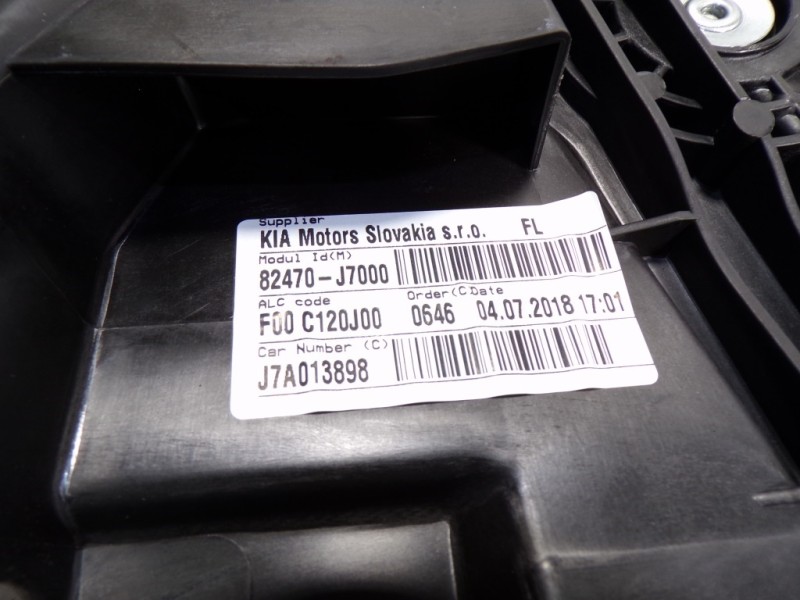 Supplier
KIA Motors Slovakia s.r.o. FL
Modul Id(M)
82470-J7000
ALC code Order(C Date
F00 C120J00 0646 04.07.2018 17:01
Car Number (C)
J7A013898